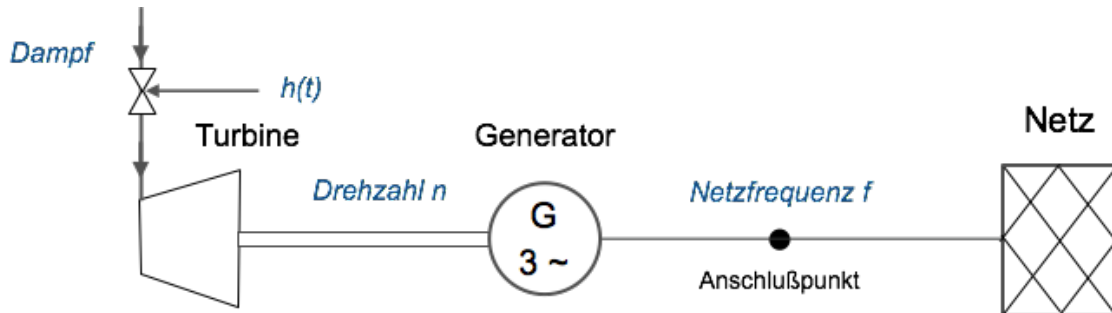 Dampf
h(t)
Turbine
Generator
Netz
Drehzahl n
Netzfrequenz f
G
3 ~
Anschlußpunkt